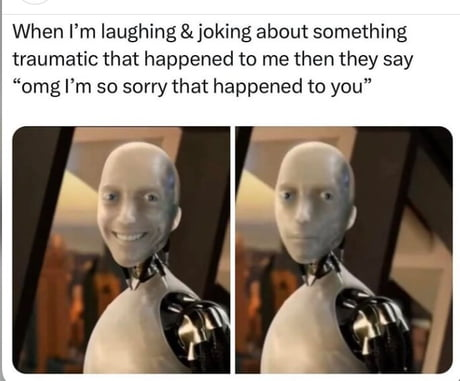 When I’m laughing & joking about something
traumatic that happened to me then they say
“omg I’m so sorry that happened to you”